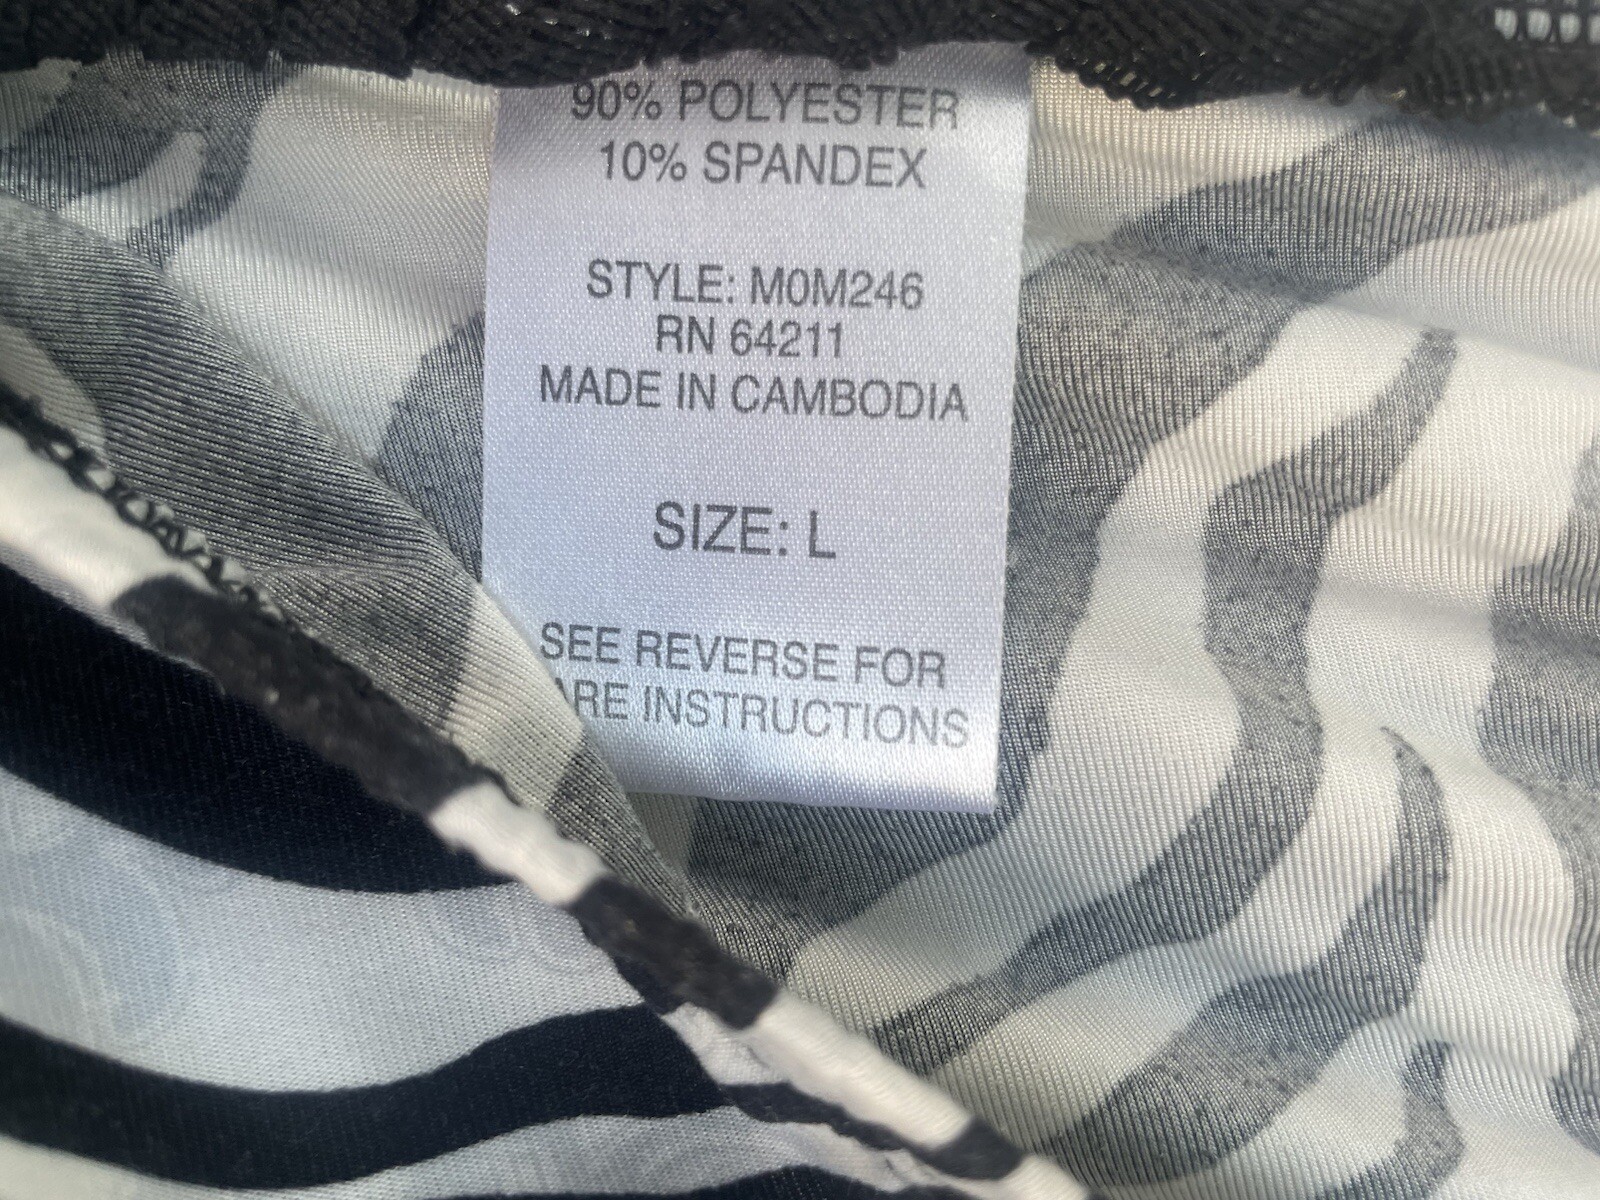 90% POLYESTER
10% SPANDEX
STYLE: M0M246
RN 64211
MADE IN CAMBODIA
SIZE: L
SEE REVERSE FOR
ARE INSTRUCTIONS